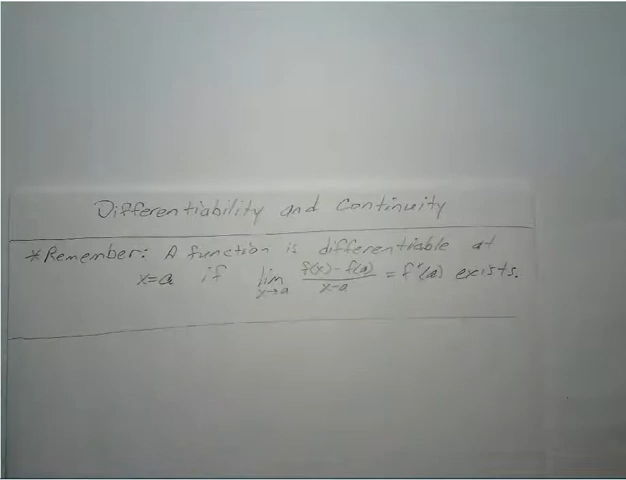 Differentiability and Continuity
*Remember: A function is differentiable at
x=a if lim x→a (f(x)-f(a))/(x-a) = f'(a) exists.